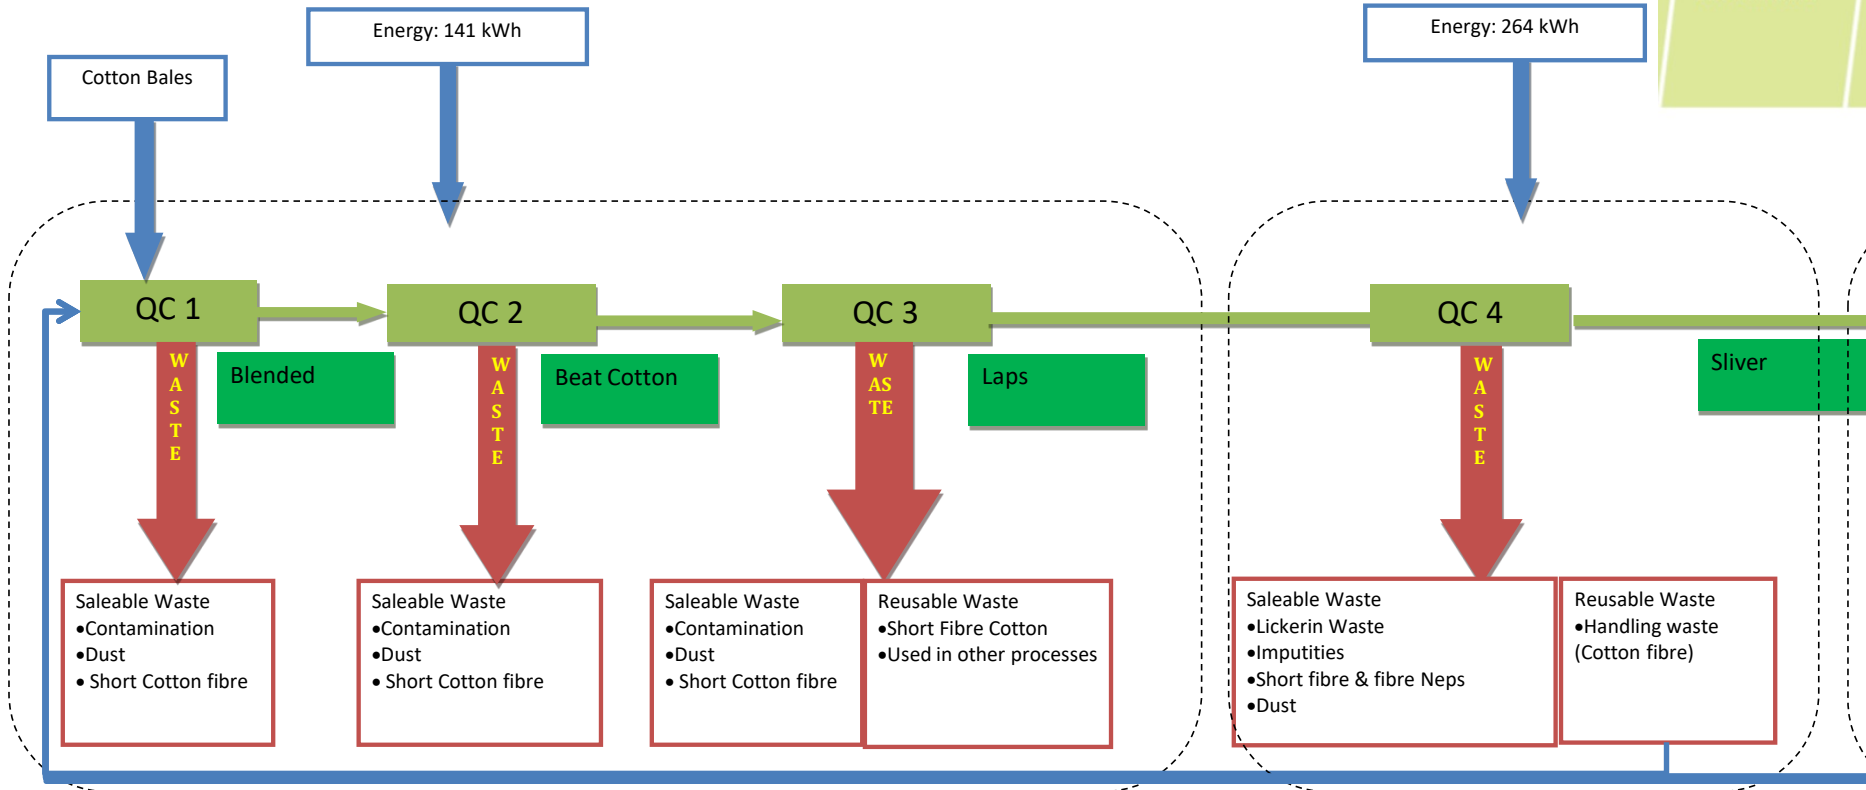 Energy: 141 kWh
Energy: 264 kWh
Cotton Bales
QC 1
QC 2
QC 3
QC 4
W
A
S
T
E
Blended
W
A
S
T
E
Beat Cotton
W
AS
TE
Laps
W
A
S
T
E
Sliver
Saleable Waste
•Contamination
•Dust
• Short Cotton fibre
Saleable Waste
•Contamination
•Dust
• Short Cotton fibre
Saleable Waste
•Contamination
•Dust
• Short Cotton fibre
Reusable Waste
•Short Fibre Cotton
•Used in other processes
Saleable Waste
•Lickerin Waste
•Imputities
•Short fibre & fibre Neps
•Dust
Reusable Waste
•Handling waste
(Cotton fibre)